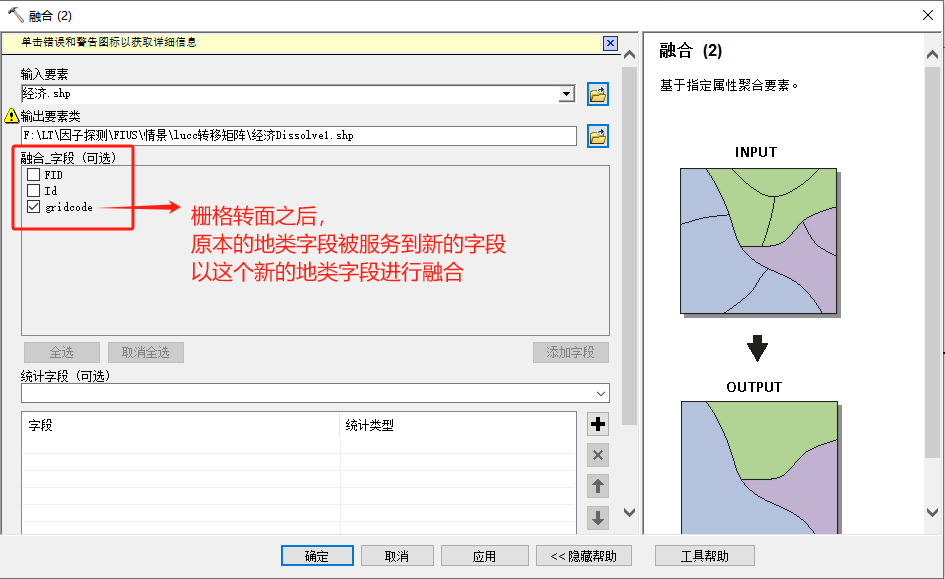 融合 (2)
单击错误和警告图标以获取详细信息
输入要素
经济.shp
输出要素类
F:\LT\因子探测\FIUS\情景\lucc转移矩阵\经济Dissolve1.shp
融合_字段（可选）
FID
Id
gridcode
栅格转面之后，
原本的地类字段被服务到新的字段
以这个新的地类字段进行融合
全选
取消全选
添加字段
统计字段（可选）
字段
统计类型
确定
取消
应用
<< 隐藏帮助
工具帮助
融合 (2)
基于指定属性聚合要素。
INPUT
OUTPUT